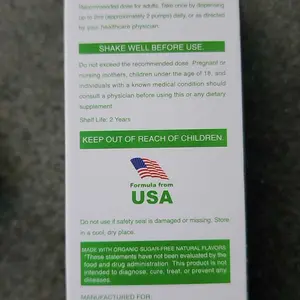 Recommended dose for adults. Take once by dispensing
up to one (approximately 2 pumps) daily, or as directed
by your healthcare physician.
SHAKE WELL BEFORE USE.
Do not exceed the recommended dose. Pregnant or
nursing mothers, children under the age of 18, and
individuals with a known medical condition should
consult a physician before using this or any dietary
supplement.
Shelf Life: 2 Years
KEEP OUT OF REACH OF CHILDREN.
Formula from
USA
Do not use if safety seal is damaged or missing. Store
in a cool, dry place.
MADE WITH ORGANIC SUGAR-FREE NATURAL FLAVORS
*These statements have not been evaluated by the
food and drug administration. This product is not
intended to diagnose, cure, treat, or prevent any
diseases.
MANUFACTURED FOR: